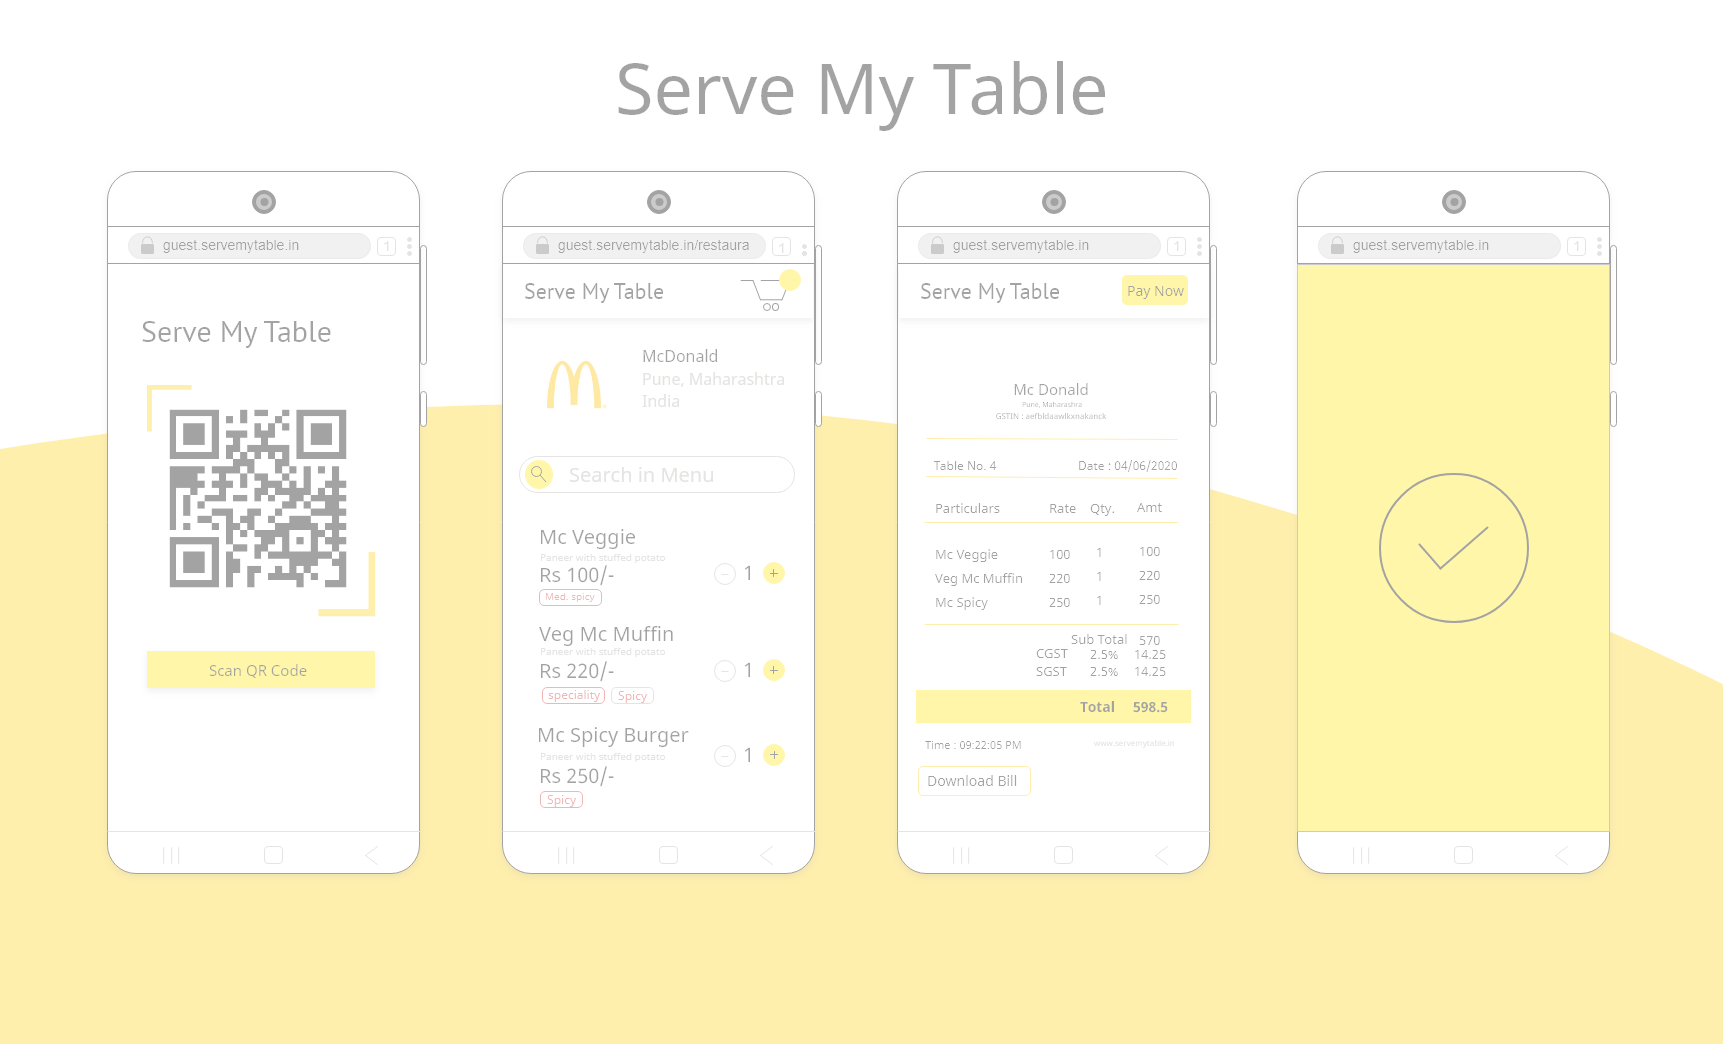 Serve My Table
guest.servemytable.in 1
Serve My Table
Scan QR Code
guest.servemytable.in/restaura 1
Serve My Table
McDonald
Pune, Maharashtra
India
Search in Menu
Mc Veggie
Paneer with stuffed potato
Rs 100/- 1 +
Med. spicy
Veg Mc Muffin
Paneer with stuffed potato
Rs 220/- 1 +
speciality Spicy
Mc Spicy Burger
Paneer with stuffed potato
Rs 250/- 1 +
Spicy
guest.servemytable.in 1
Serve My Table Pay Now
Mc Donald
Pune, Maharashtra
GSTIN :
Table No. 4 Date : 04/06/2020
Particulars Rate Qty. Amt
Mc Veggie 100 1 100
Veg Mc Muffin 220 1 220
Mc Spicy 250 1 250
Sub Total 570
CGST 2.5% 14.25
SGST 2.5% 14.25
Total 598.5
Time : 09:22:05 PM www.servemytable.in
Download Bill
guest.servemytable.in 1